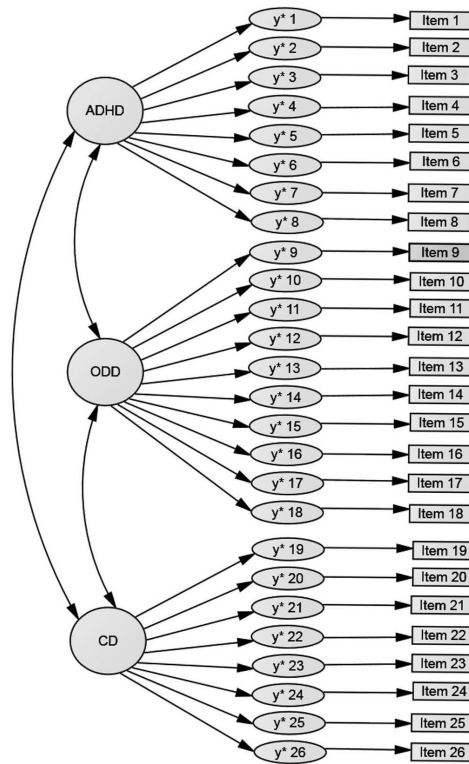 y* 1 Item 1
y* 2 Item 2
y* 3 Item 3
ADHD
y* 4 Item 4
y* 5 Item 5
y* 6 Item 6
y* 7 Item 7
y* 8 Item 8
y* 9 Item 9
y* 10 Item 10
y* 11 Item 11
y* 12 Item 12
ODD
y* 13 Item 13
y* 14 Item 14
y* 15 Item 15
y* 16 Item 16
y* 17 Item 17
y* 18 Item 18
y* 19 Item 19
y* 20 Item 20
y* 21 Item 21
CD
y* 22 Item 22
y* 23 Item 23
y* 24 Item 24
y* 25 Item 25
y* 26 Item 26